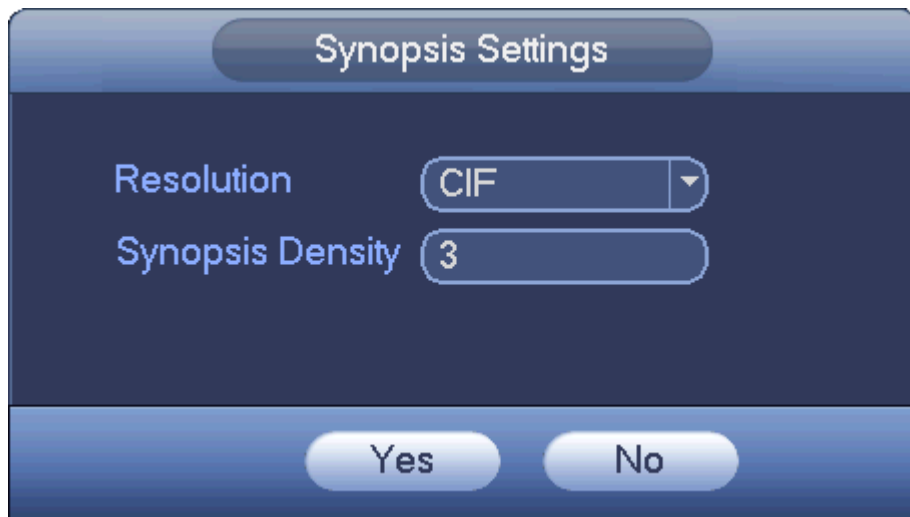 Synopsis Settings
Resolution CIF
Synopsis Density 3
Yes No